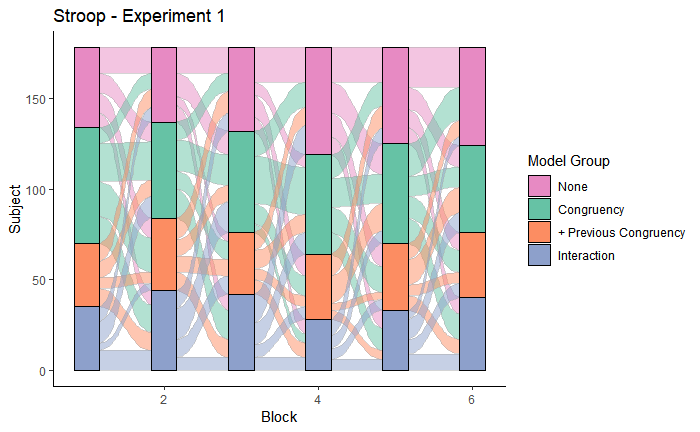 Stroop - Experiment 1
Subject
150
100
50
0
2
4
6
Block
Model Group
None
Congruency
+ Previous Congruency
Interaction